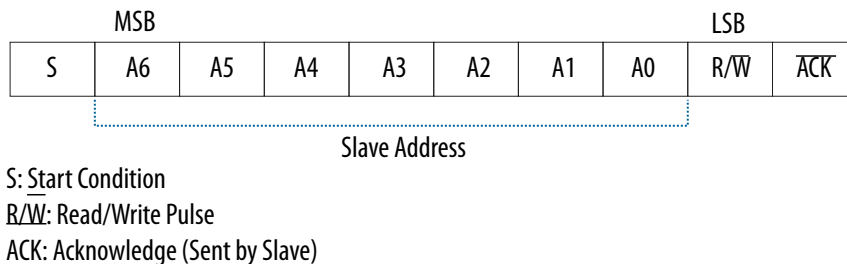 MSB LSB
S A6 A5 A4 A3 A2 A1 A0 R/W̅ A̅C̅K̅
Slave Address
S: Start Condition
R/W̅: Read/Write Pulse
ACK: Acknowledge (Sent by Slave)